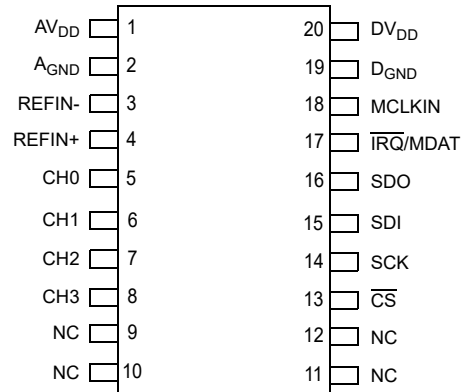 AVDD 1 20 DVDD
AGND 2 19 DGND
REFIN- 3 18 MCLKIN
REFIN+ 4 17 IRQ/MDAT
CH0 5 16 SDO
CH1 6 15 SDI
CH2 7 14 SCK
CH3 8 13 CS
NC 9 12 NC
NC 10 11 NC